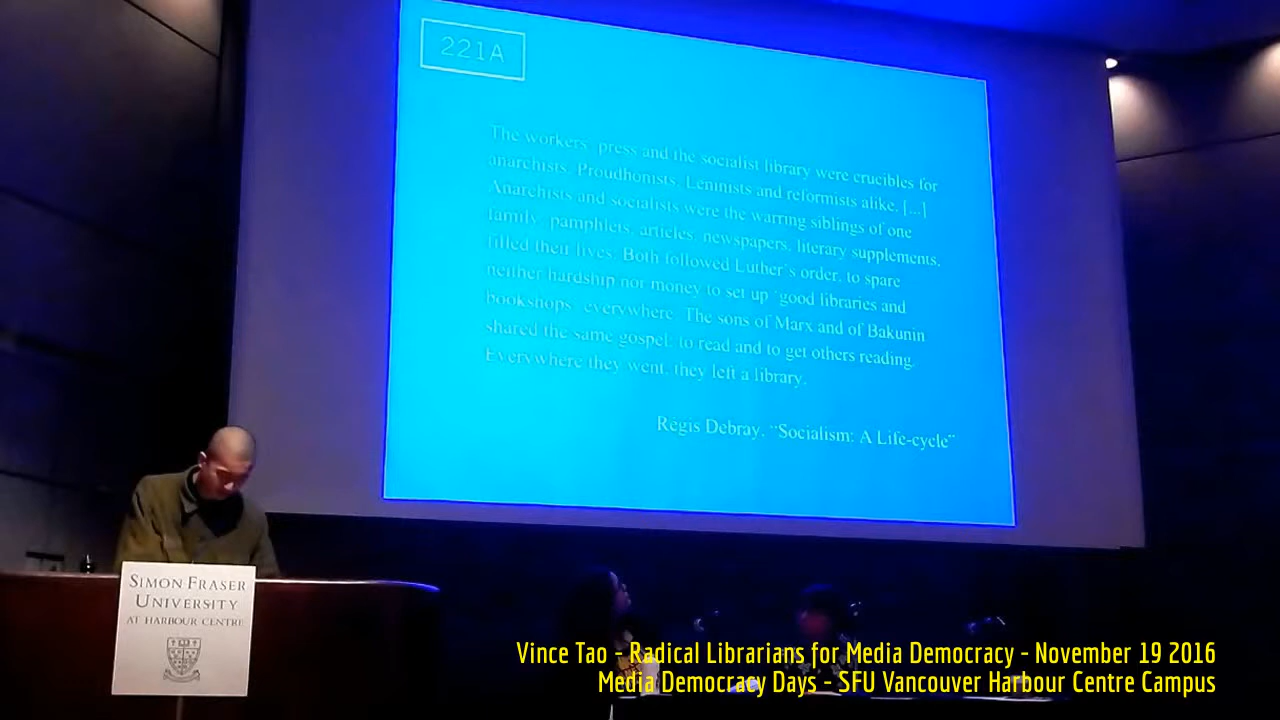 221A
The workers' press and the socialist library were crucibles for
anarchists, Proudhonists, Leninists and reformists alike. [...]
Anarchists and socialists were the warring siblings of one
family: pamphlets, articles, newspapers, literary supplements,
filled their lives. Both followed Luther's order, to spare
neither hardship nor money to set up 'good libraries and
bookshops' everywhere. The sons of Marx and of Bakunin
shared the same gospel: to read and to get others reading.
Everywhere they went, they left a library.
Régis Debray, "Socialism: A Life-cycle"
SIMON FRASER
UNIVERSITY
AT HARBOUR CENTRE
Vince Tao - Radical Librarians for Media Democracy - November 19 2016
Media Democracy Days - SFU Vancouver Harbour Centre Campus